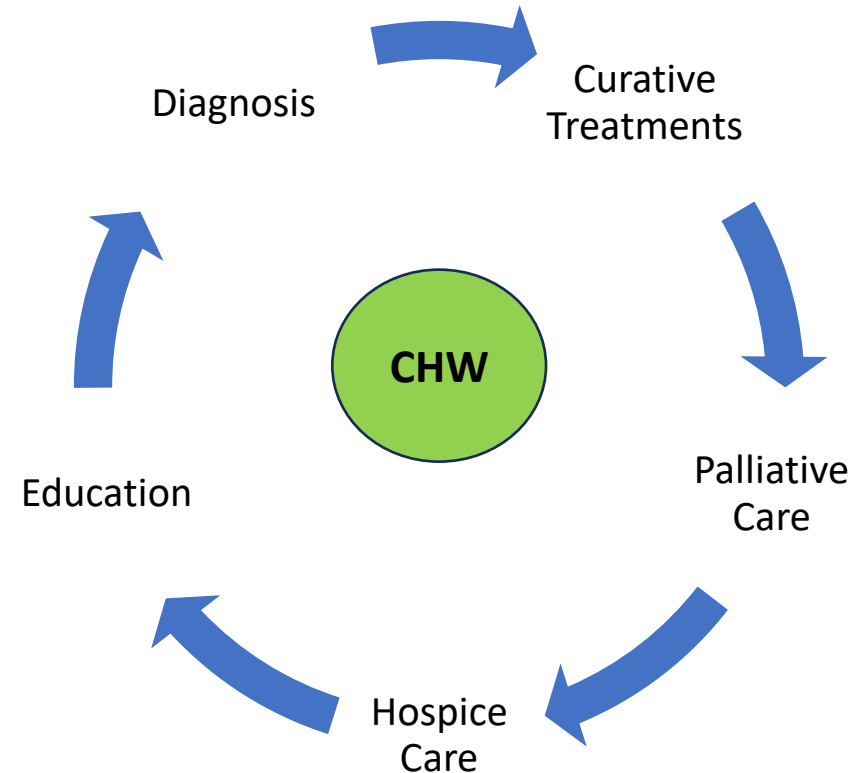 Diagnosis
Curative
Treatments
CHW
Palliative
Care
Education
Hospice
Care